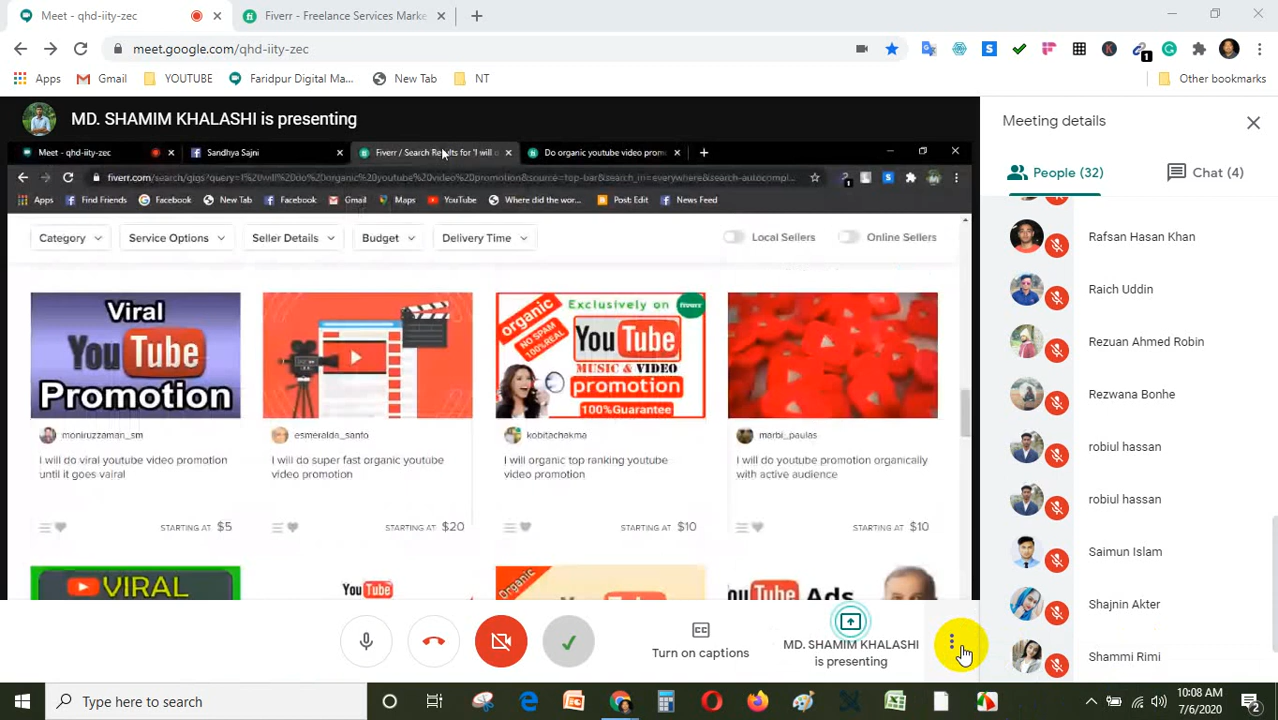 Meet - qhd-iity-zec
Fiverr - Freelance Services Marke
meet.google.com/qhd-iity-zec
Apps
Gmail
YOUTUBE
Faridpur Digital Ma...
New Tab
NT
Other bookmarks
MD. SHAMIM KHALASHI is presenting
Meet - qhd-iity-zec
Sandhya Sajni
Fiverr / Search Results for 'I will
Do organic youtube video prom
Apps
Find Friends
Facebook
New Tab
Facebook
Gmail
Maps
YouTube
Where did the wor...
Post: Edit
News Feed
Category
Service Options
Seller Details
Budget
Delivery Time
Local Sellers
Online Sellers
Viral
YouTube
Promotion
Exclusively on
organic
NO SPAM
100%REAL
YouTube
MUSIC & VIDEO
promotion
100%Guarantee
moniruzzaman_sm
esmeralda_santo
kobitachakma
marbi_paulas
I will do viral youtube video promotion
until it goes viral
I will do super fast organic youtube
video promotion
I will organic top ranking youtube
video promotion
I will do youtube promotion organically
with active audience
STARTING AT $5
STARTING AT $20
STARTING AT $10
STARTING AT $10
VIRAL
YouTube
Organic
Ads
Turn on captions
MD. SHAMIM KHALASHI
is presenting
Meeting details
People (32)
Chat (4)
Rafsan Hasan Khan
Raich Uddin
Rezuan Ahmed Robin
Rezwana Bonhe
robiul hassan
robiul hassan
Saimun Islam
Shajnin Akter
Shammi Rimi
Type here to search
10:08 AM
7/6/2020